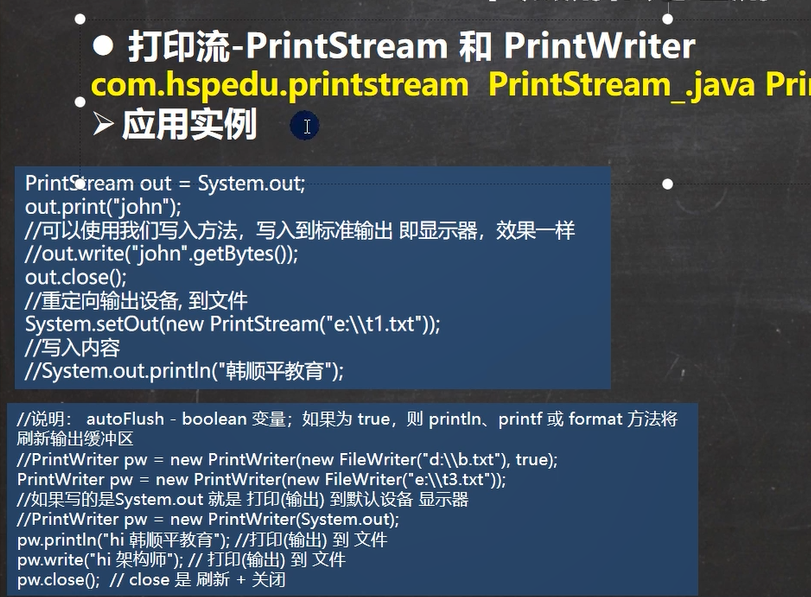 ● 打印流-PrintStream 和 PrintWriter
com.hspedu.printstream PrintStream_.java Pri
➢ 应用实例
PrintStream out = System.out;
out.print("john");
//可以使用我们写入方法，写入到标准输出 即显示器，效果一样
//out.write("john".getBytes());
out.close();
//重定向输出设备, 到文件
System.setOut(new PrintStream("e:\\t1.txt"));
//写入内容
//System.out.println("韩顺平教育");
//说明： autoFlush - boolean 变量；如果为 true，则 println、printf 或 format 方法将
刷新输出缓冲区
//PrintWriter pw = new PrintWriter(new FileWriter("d:\\b.txt"), true);
PrintWriter pw = new PrintWriter(new FileWriter("e:\\t3.txt"));
//如果写的是System.out 就是 打印(输出) 到默认设备 显示器
//PrintWriter pw = new PrintWriter(System.out);
pw.println("hi 韩顺平教育"); //打印(输出) 到 文件
pw.write("hi 架构师"); // 打印(输出) 到 文件
pw.close(); // close 是 刷新 + 关闭